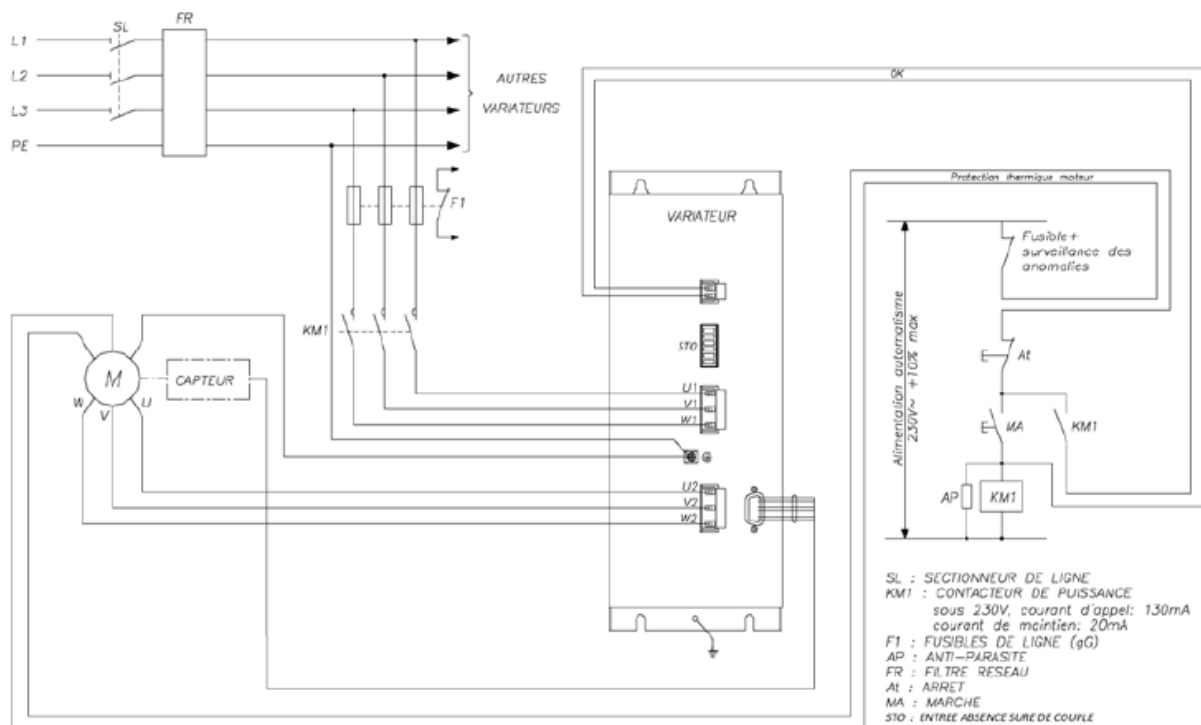 SL
FR
L1
L2
L3
PE
AUTRES
VARIATEURS
F1
KM1
OK
Protection thermique moteur
VARIATEUR
STO
U1
V1
W1
U2
V2
W2
M
CAPTEUR
W
V
U
Alimentation automatisme
230V~ +10% max
Fusible+
surveillance des
anomalies
At
MA
KM1
AP
KM1
SL : SECTIONNEUR DE LIGNE
KM1 : CONTACTEUR DE PUISSANCE
sous 230V, courant d'appel: 130mA
courant de maintien: 20mA
F1 : FUSIBLES DE LIGNE (gG)
AP : ANTI-PARASITE
FR : FILTRE RESEAU
At : ARRET
MA : MARCHE
STO : ENTREE ABSENCE SURE DE COUPLE